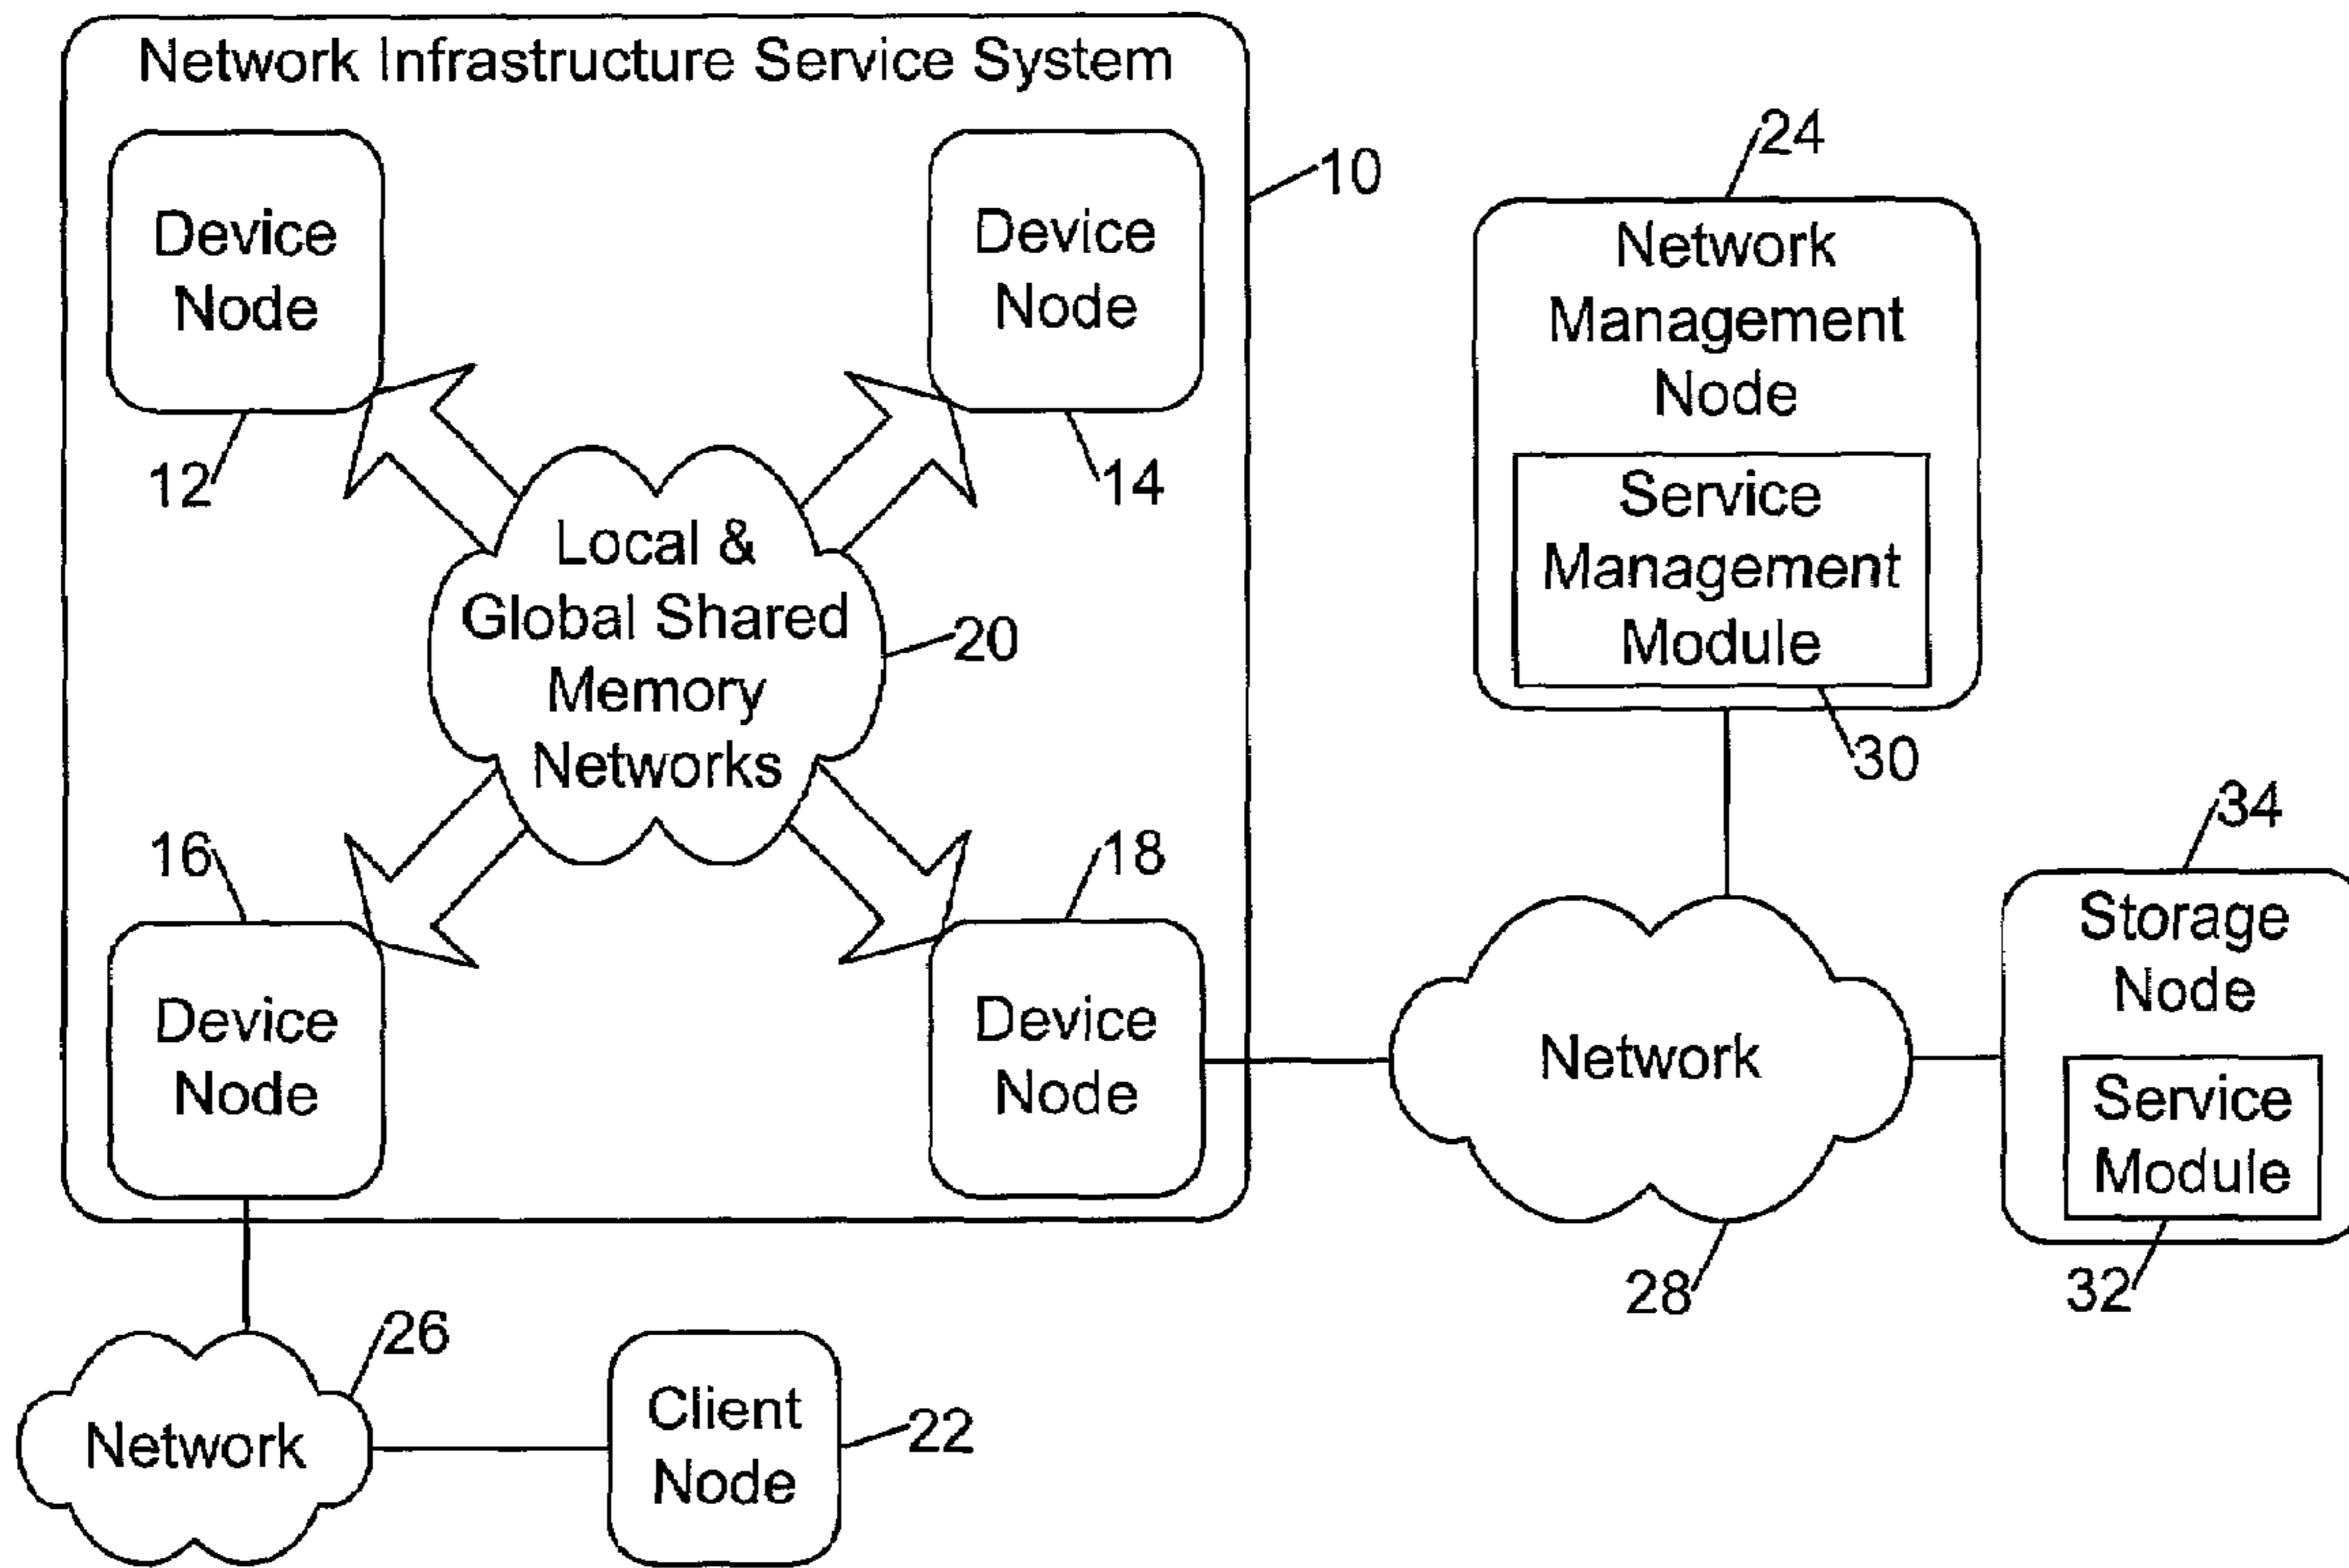 Network Infrastructure Service System
Device
Node
12
Device
Node
14
10
Local &
Global Shared
Memory
Networks
20
16
Device
Node
18
Device
Node
24
Network
Management
Node
Service
Management
Module
30
34
Storage
Node
Service
Module
32
Network
28
26
Network
Client
Node
22